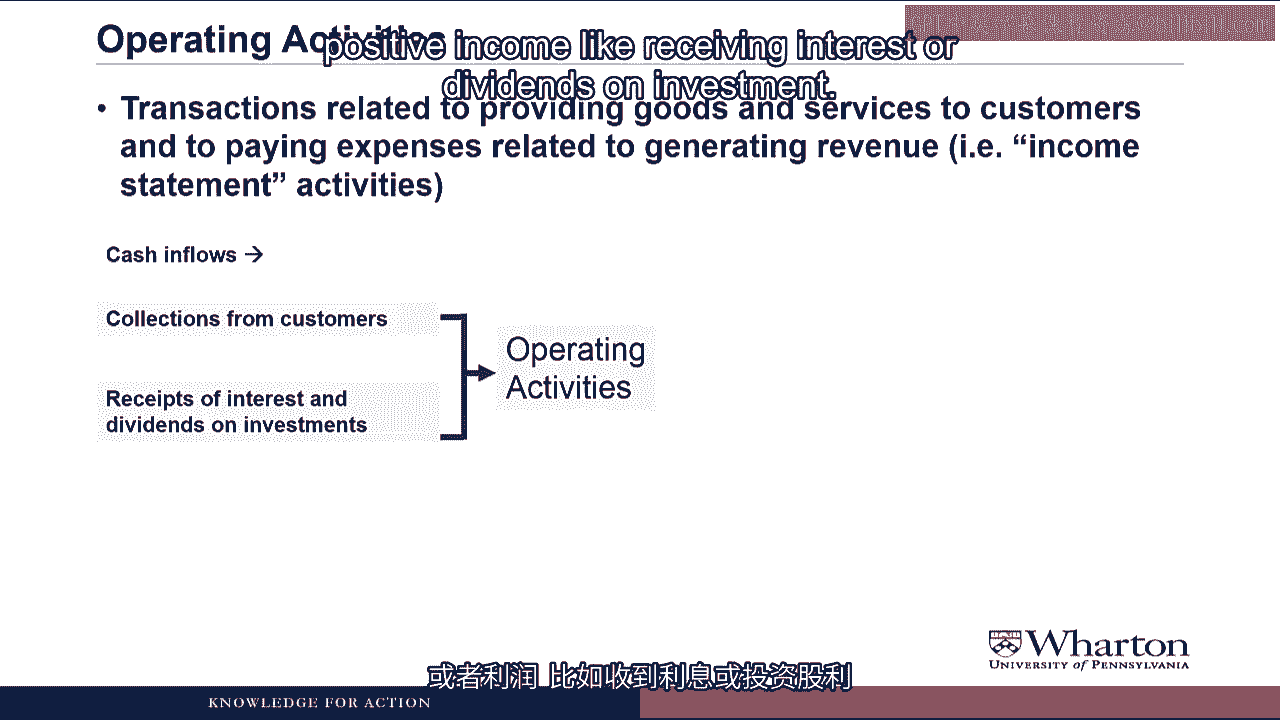 Operating Ac
positive income like receiving interest or
dividends on investment.
• Transactions related to providing goods and services to customers
and to paying expenses related to generating revenue (i.e. “income
statement” activities)
Cash inflows →
Collections from customers
Operating
Activities
Receipts of interest and
dividends on investments
Wharton
UNIVERSITY of PENNSYLVANIA
或者利润 比如收到利息或投资股利
KNOWLEDGE FOR ACTION